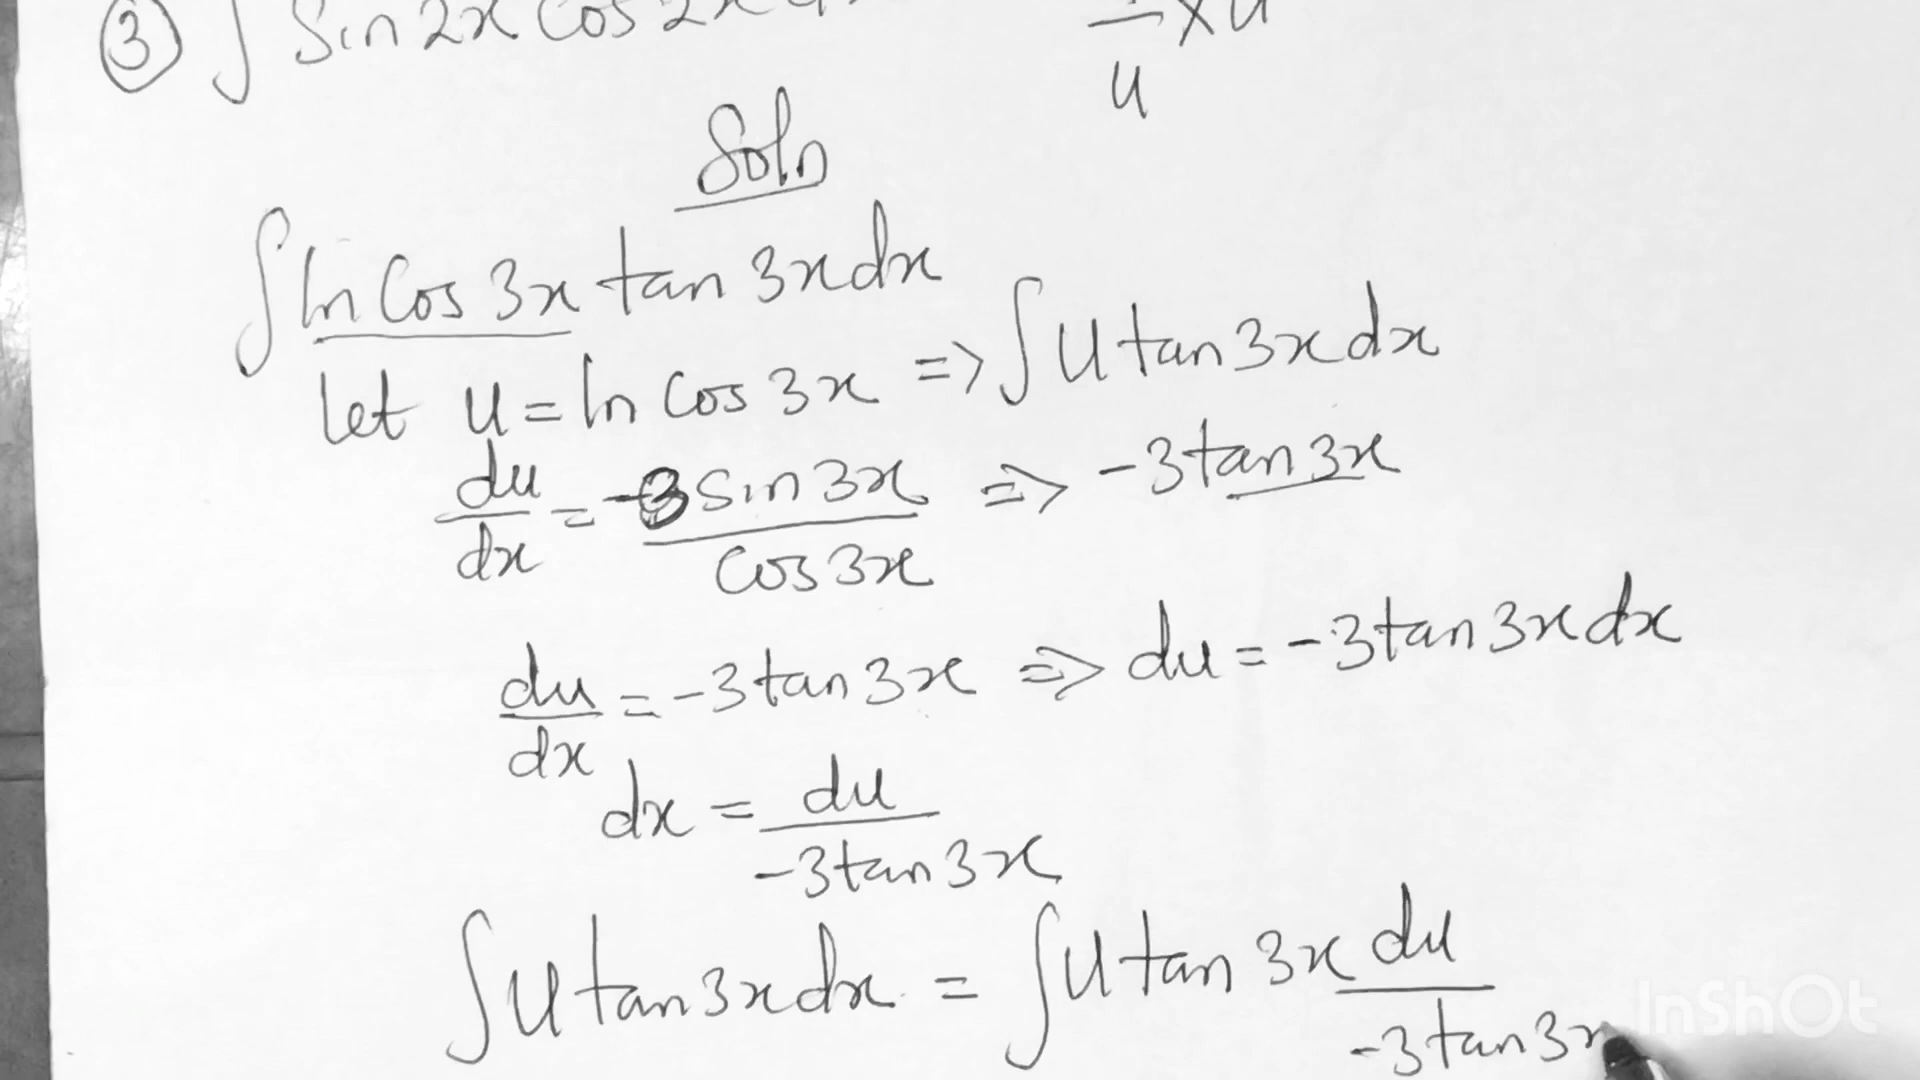 ③ ∫ Sin 2x Cos 2x
× u
u
Soln
∫ ln Cos 3x tan 3x dx
let u = ln Cos 3x => ∫ u tan 3x dx
du/dx = -3 sin 3x / cos 3x => -3 tan 3x
du/dx = -3 tan 3x => du = -3 tan 3x dx
dx = du / -3 tan 3x
∫ u tan 3x dx = ∫ u tan 3x du / -3 tan 3x
InShOt